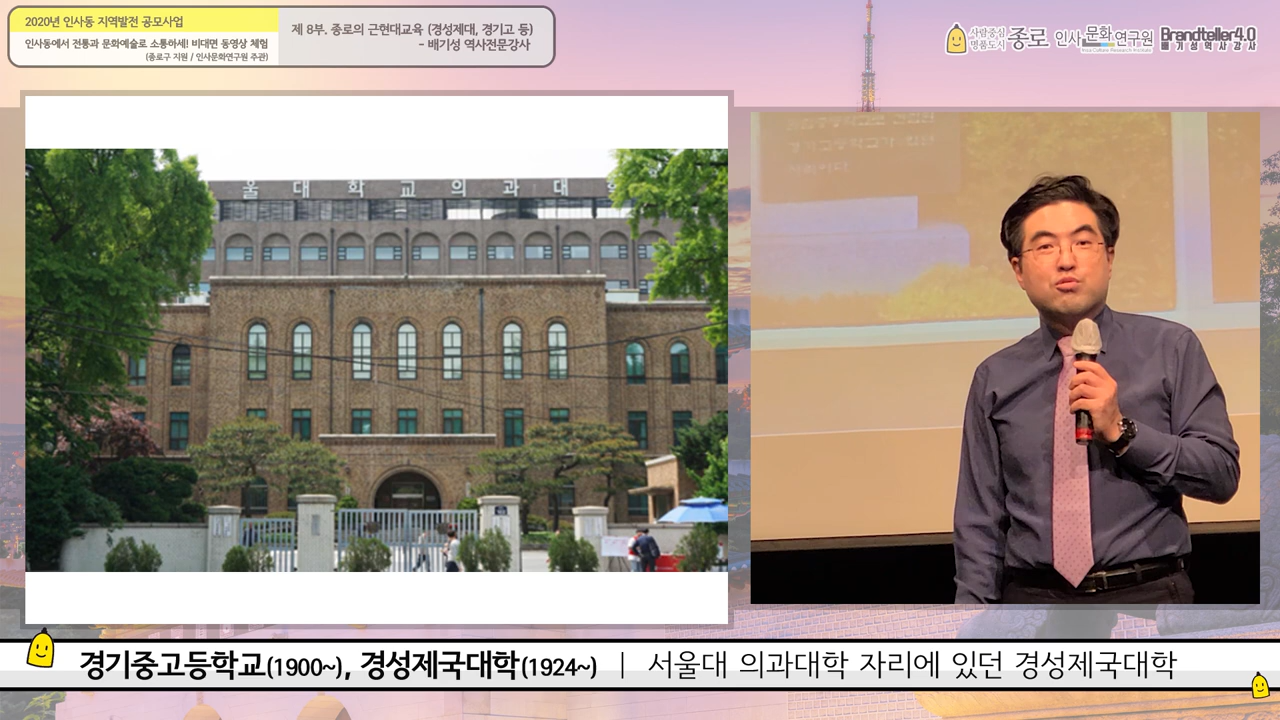 2020년 인사동 지역발전 공모사업
인사동에서 전통과 문화예술로 소통하세! 비대면 동영상 체험
(종로구 지원 / 인사문화연구원 주관)
제 8부. 종로의 근현대교육 (경성제대, 경기고 등)
- 배기성 역사전문강사
사람중심
명품도시 종로
인사문화연구원
Insa Culture Research Institute
Brandteller4.0
배기성역사강사
울대학교의과대학
경기중고등학교(1900~), 경성제국대학(1924~) | 서울대 의과대학 자리에 있던 경성제국대학